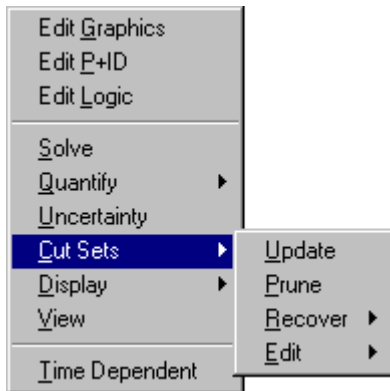 Edit Graphics
Edit P+ID
Edit Logic
Solve
Quantify
Uncertainty
Cut Sets
Display
View
Time Dependent
Update
Prune
Recover
Edit